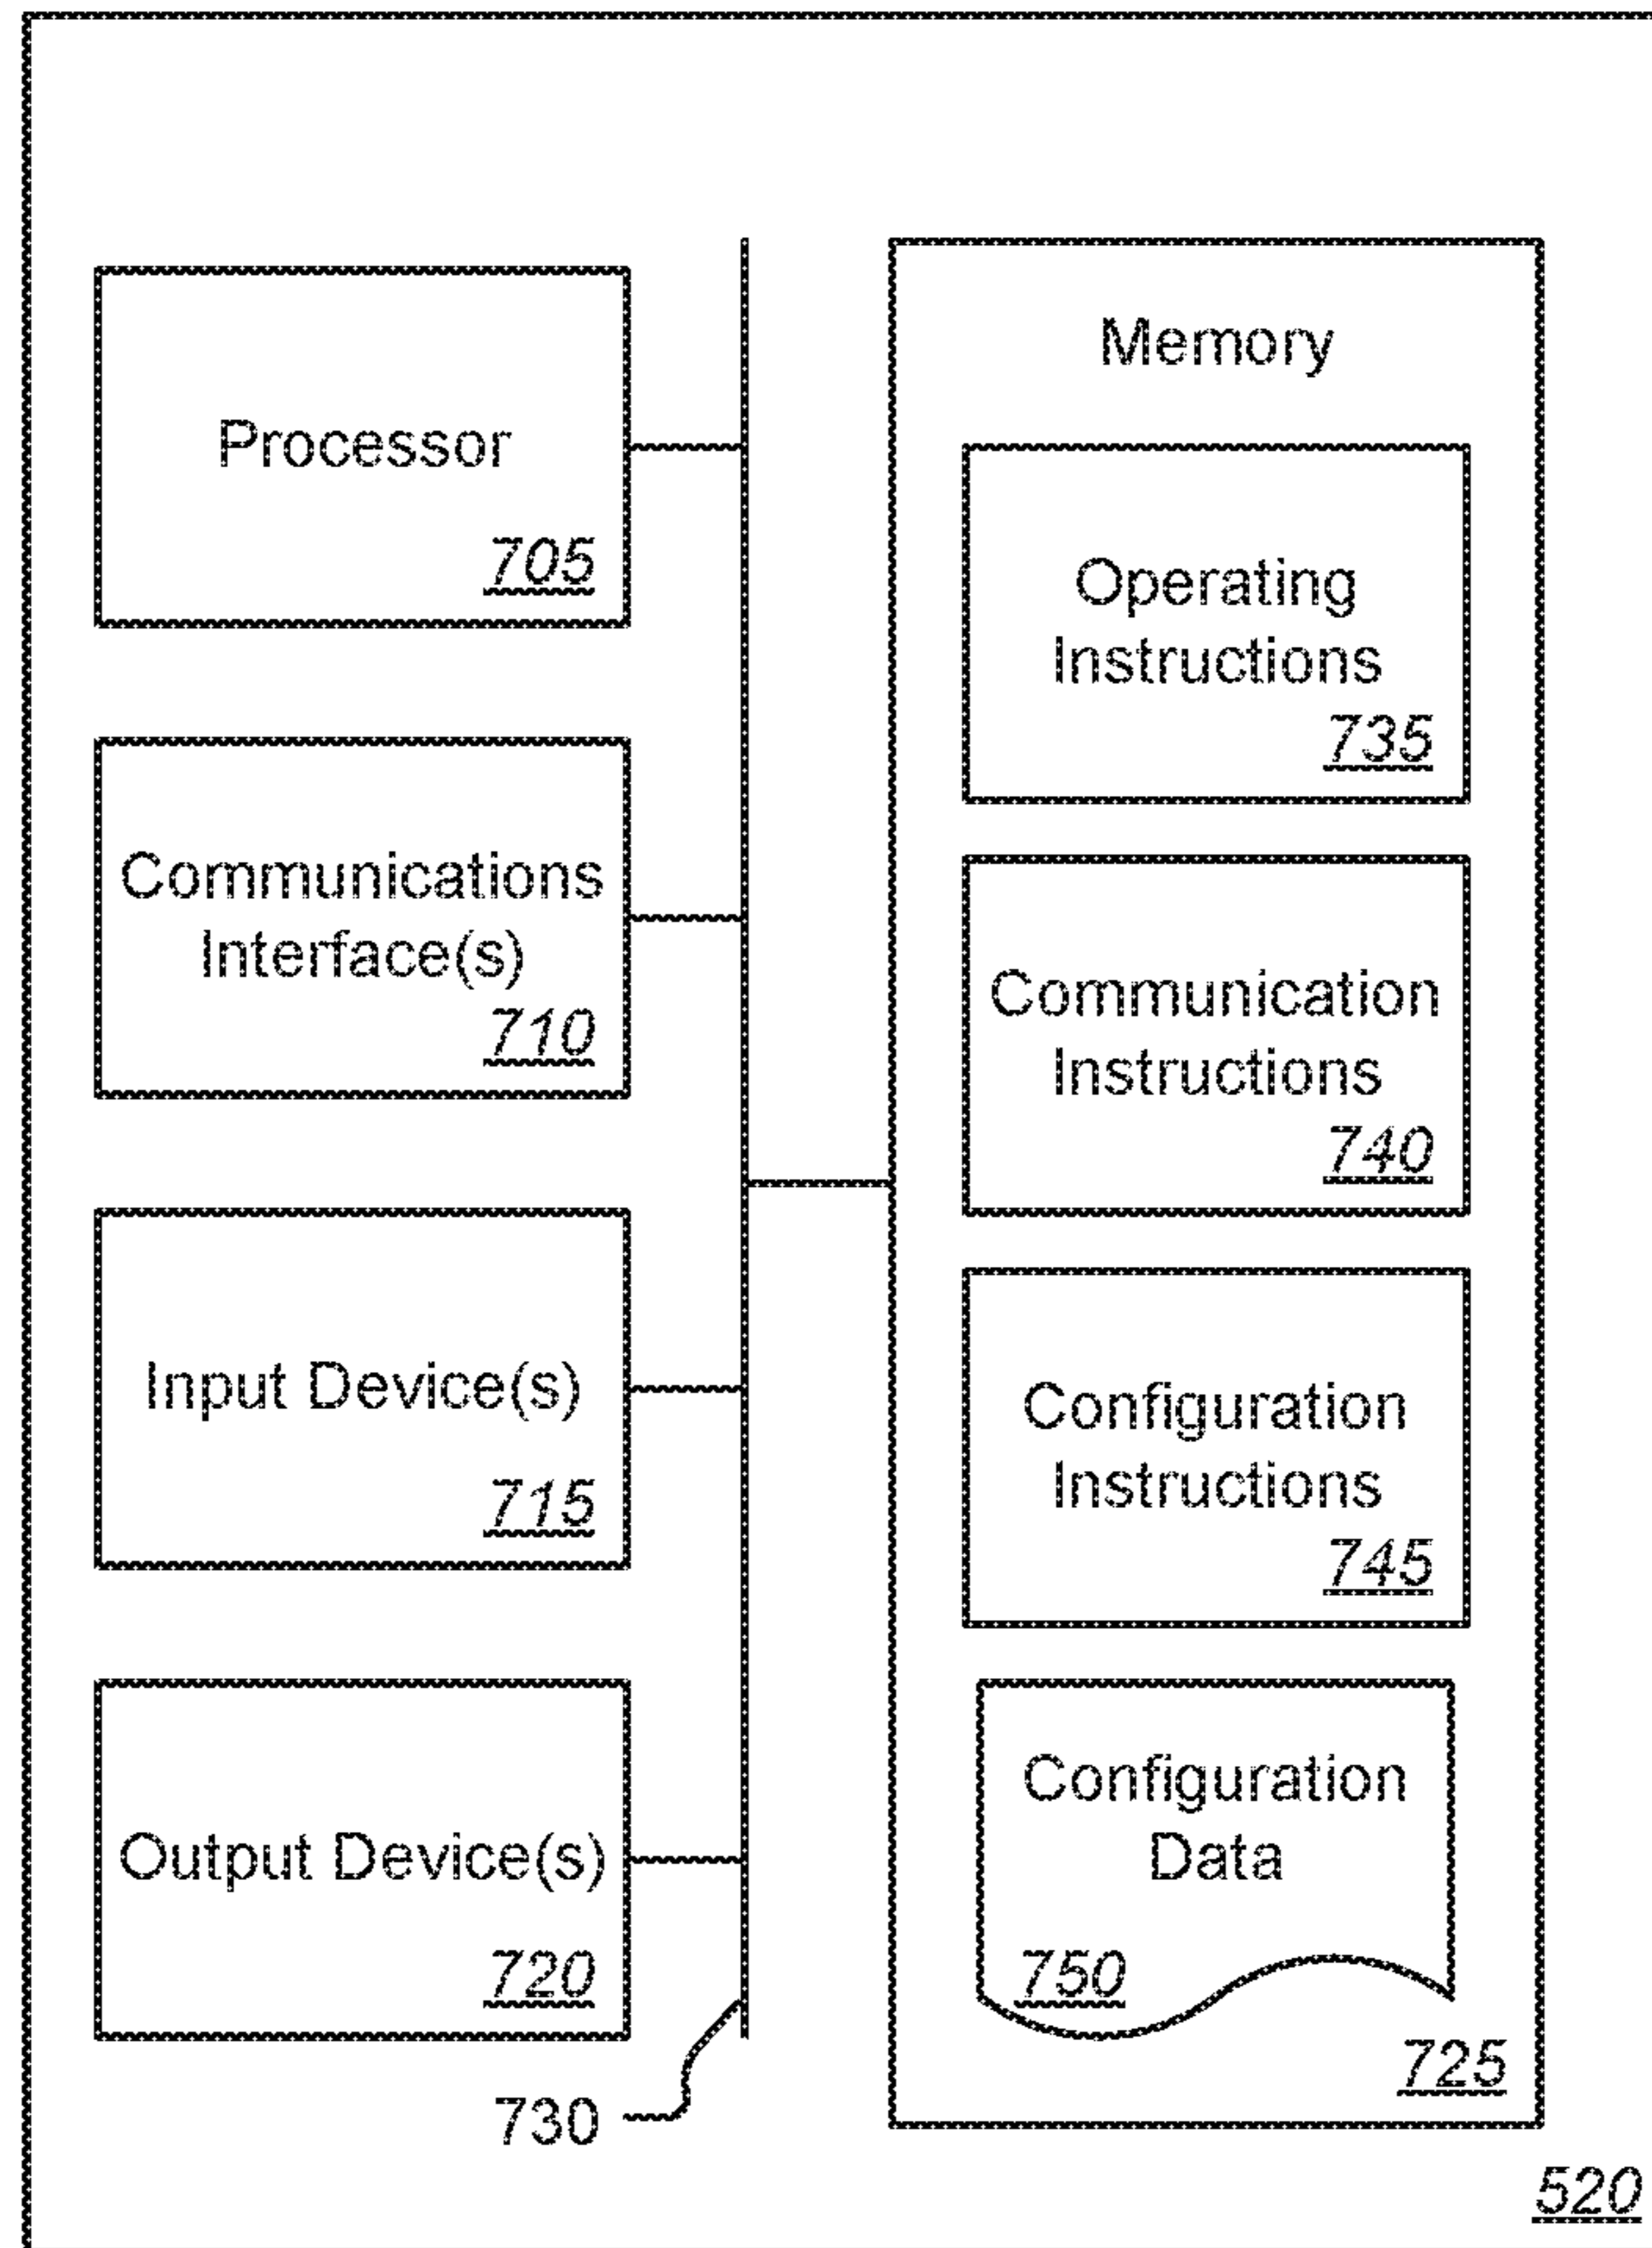 Processor
705
Communications
Interface(s)
710
Input Device(s)
715
Output Device(s)
720
730
Memory
Operating
Instructions
735
Communication
Instructions
740
Configuration
Instructions
745
Configuration
Data
750
725
520